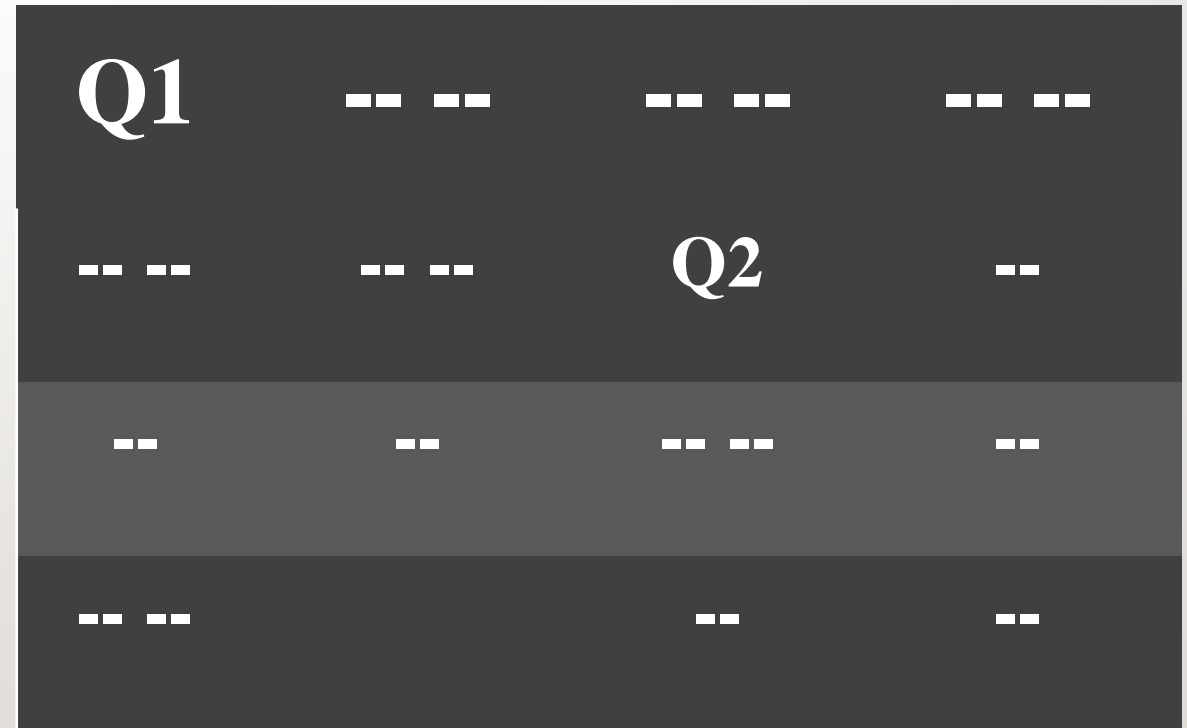 Q1 -- -- -- -- -- --
-- -- -- -- Q2 --
-- -- -- -- --
-- -- -- --